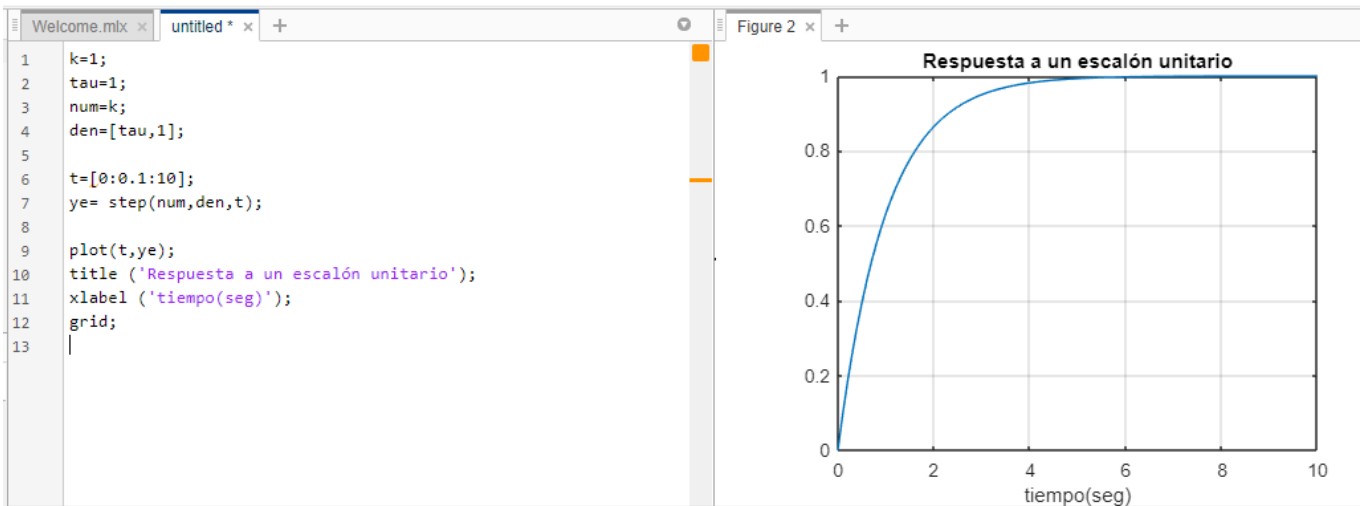 Welcome.mlx × untitled * × +
1 k=1;
2 tau=1;
3 num=k;
4 den=[tau,1];
5
6 t=[0:0.1:10];
7 ye= step(num,den,t);
8
9 plot(t,ye);
10 title ('Respuesta a un escalón unitario');
11 xlabel ('tiempo(seg)');
12 grid;
13
Figure 2 × +
Respuesta a un escalón unitario
1
0.8
0.6
0.4
0.2
0
0 2 4 6 8 10
tiempo(seg)